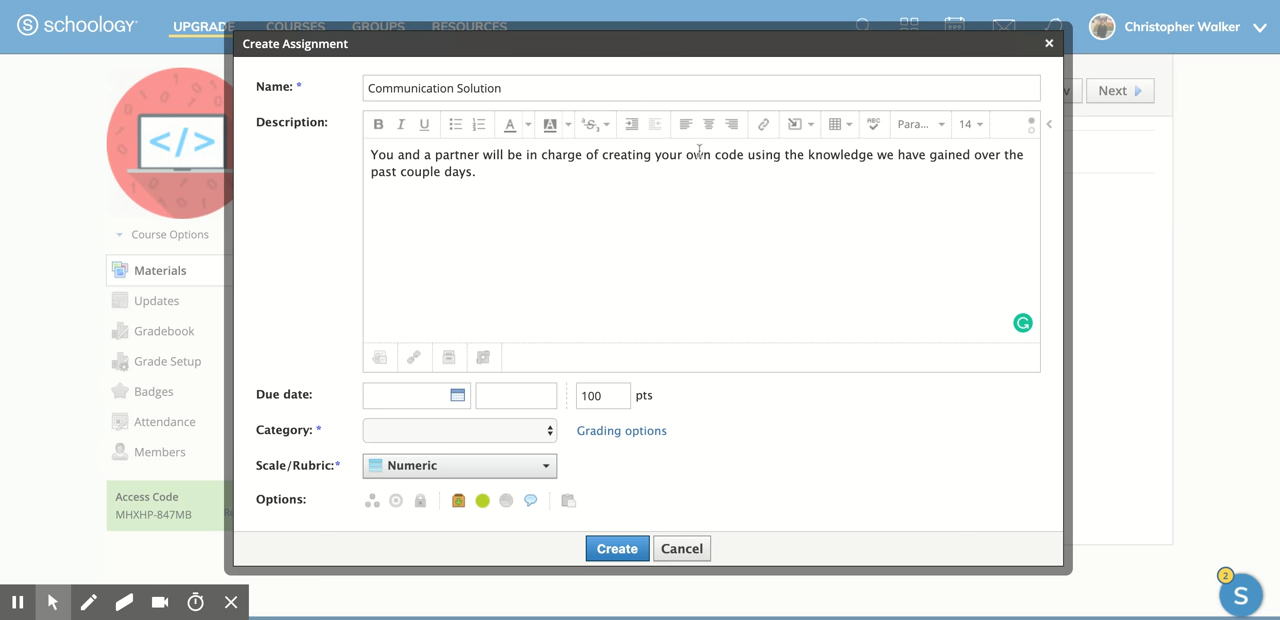 schoology
UPGRADE COURSES GROUPS RESOURCES
Christopher Walker
Create Assignment
Next
Name: *
Communication Solution
Description:
B I U A A S Para... 14
You and a partner will be in charge of creating your own code using the knowledge we have gained over the
past couple days.
Course Options
Materials
Updates
Gradebook
Grade Setup
Badges
Attendance
Members
Access Code
MHXHP-847MB
Due date:
100 pts
Category: *
Grading options
Scale/Rubric:*
Numeric
Options:
Create Cancel
2
S